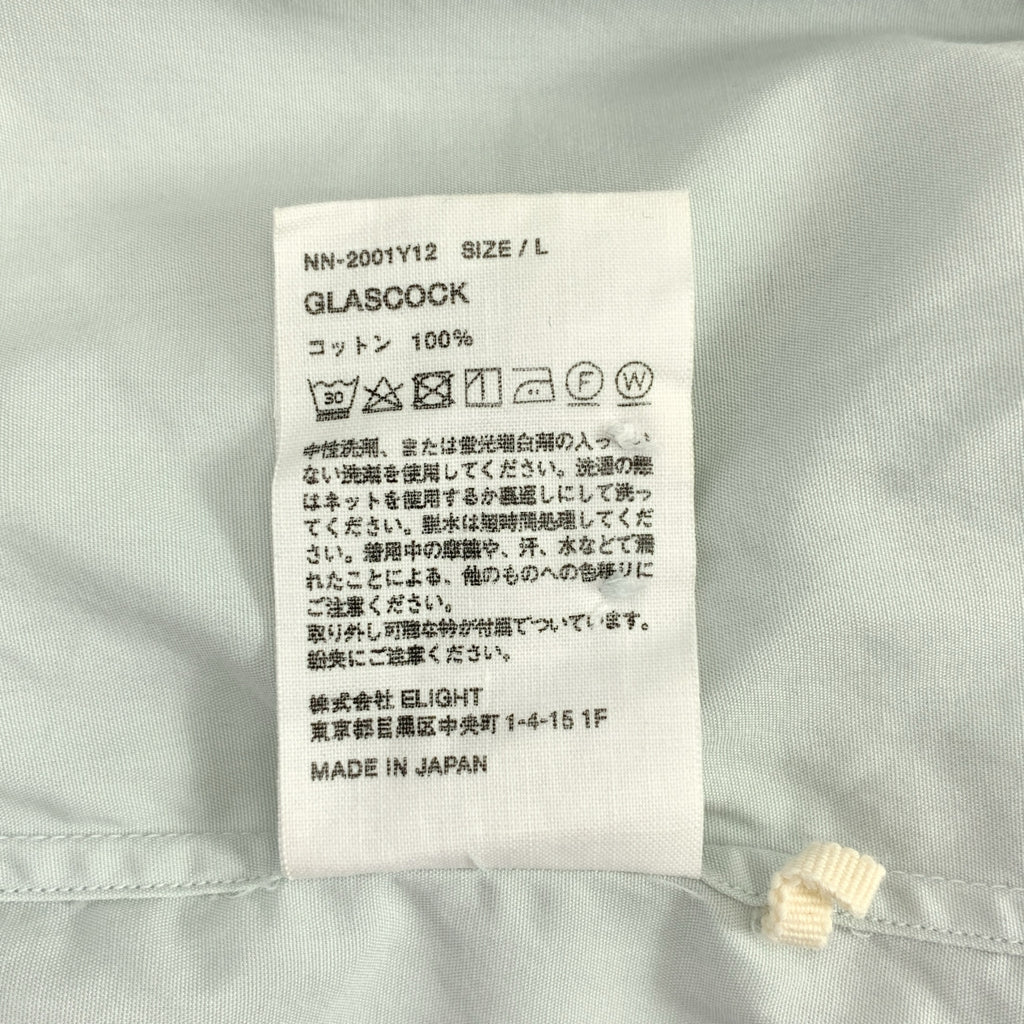 NN-2001Y12 SIZE / L
GLASCOCK
コットン 100%
30 F W
中性洗剤、または蛍光増白剤の入ってい
ない洗剤を使用してください。洗濯の際
はネットを使用するか裏返しにして洗っ
てください。脱水は短時間処理してくだ
さい。着用中の摩擦や、汗、水などで濡
れたことによる、他のものへの色移りに
ご注意ください。
取り外し可能な衿が付属でついています。
紛失にご注意ください。
株式会社 ELIGHT
東京都目黒区中央町 1-4-15 1F
MADE IN JAPAN